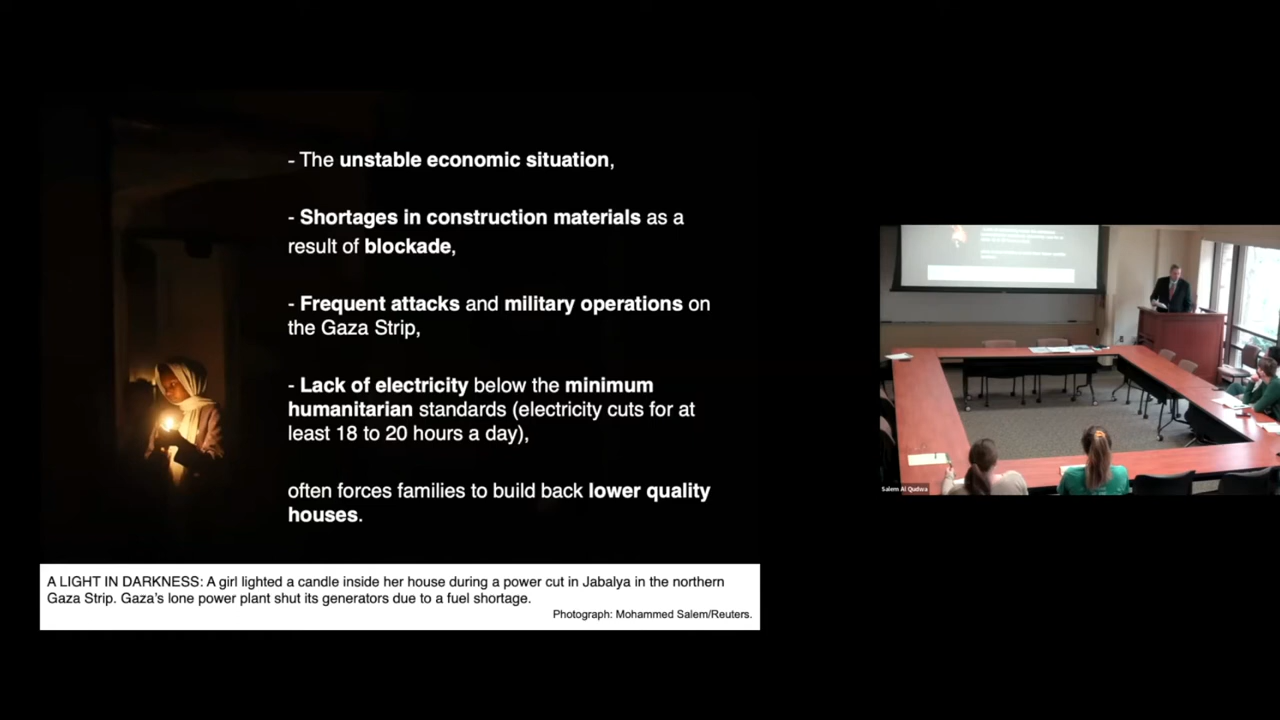 - The unstable economic situation,
- Shortages in construction materials as a
result of blockade,
- Frequent attacks and military operations on
the Gaza Strip,
- Lack of electricity below the minimum
humanitarian standards (electricity cuts for at
least 18 to 20 hours a day),
often forces families to build back lower quality
houses.
A LIGHT IN DARKNESS: A girl lighted a candle inside her house during a power cut in Jabalya in the northern
Gaza Strip. Gaza's lone power plant shut its generators due to a fuel shortage.
Photograph: Mohammed Salem/Reuters.
Salem Al Qudwa